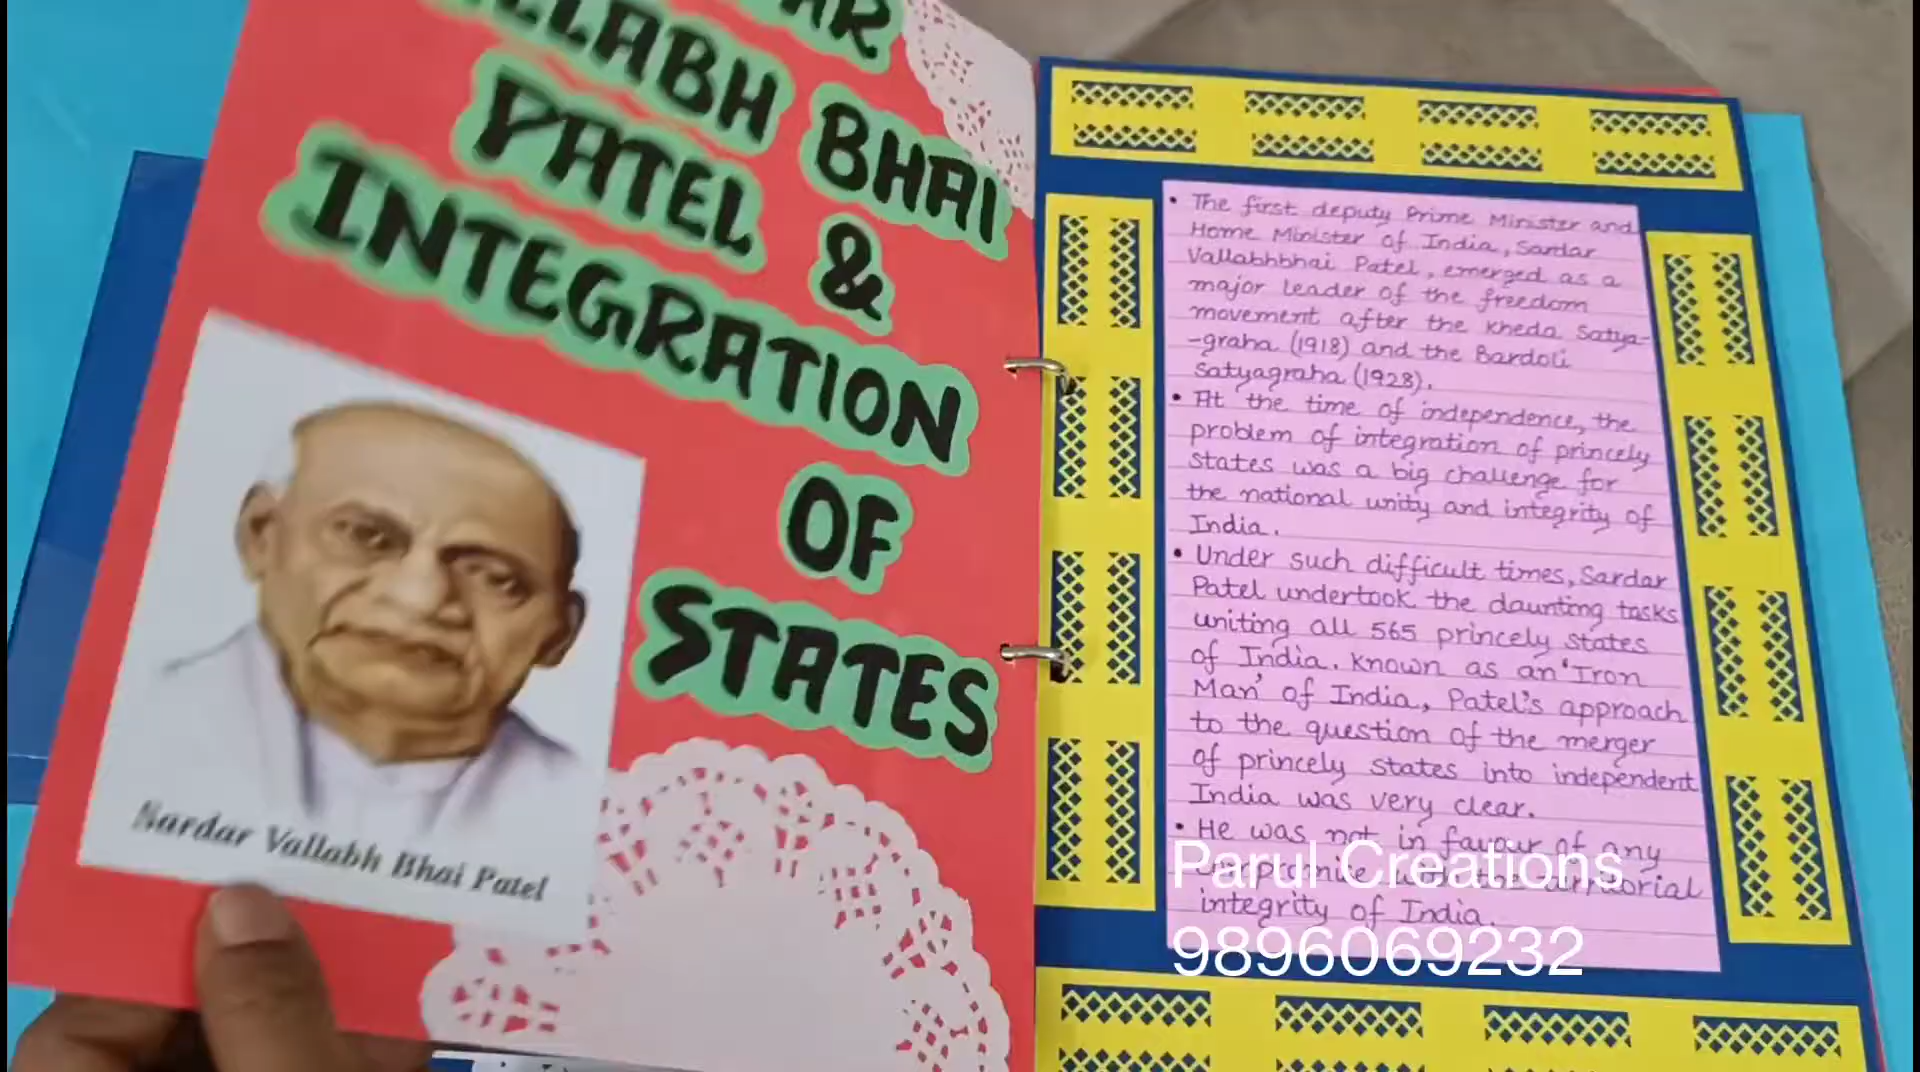 BHAI
PATEL &
INTEGRATION
OF
STATES
Sardar Vallabh Bhai Patel
• The first deputy Prime Minister and
Home Minister of India, Sardar
Vallabhbhai Patel, emerged as a
major leader of the freedom
movement after the Kheda Satya-
-graha (1918) and the Bardoli
Satyagraha (1928).
• At the time of independence, the
problem of integration of princely
states was a big challenge for
the national unity and integrity of
India.
• Under such difficult times, Sardar
Patel undertook the daunting tasks
uniting all 565 princely states
of India. Known as an 'Iron
Man' of India, Patel's approach
to the question of the merger
of princely states into independent
India was very clear.
• He was not in favour of any
compromise with the territorial
integrity of India.
Parul Creations
9896069232